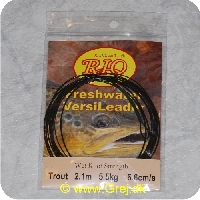 RIO
Freshwater
VersiLeader
Trout 2.1m 5.5kg 6.6cm/s
© www.Grej.dk